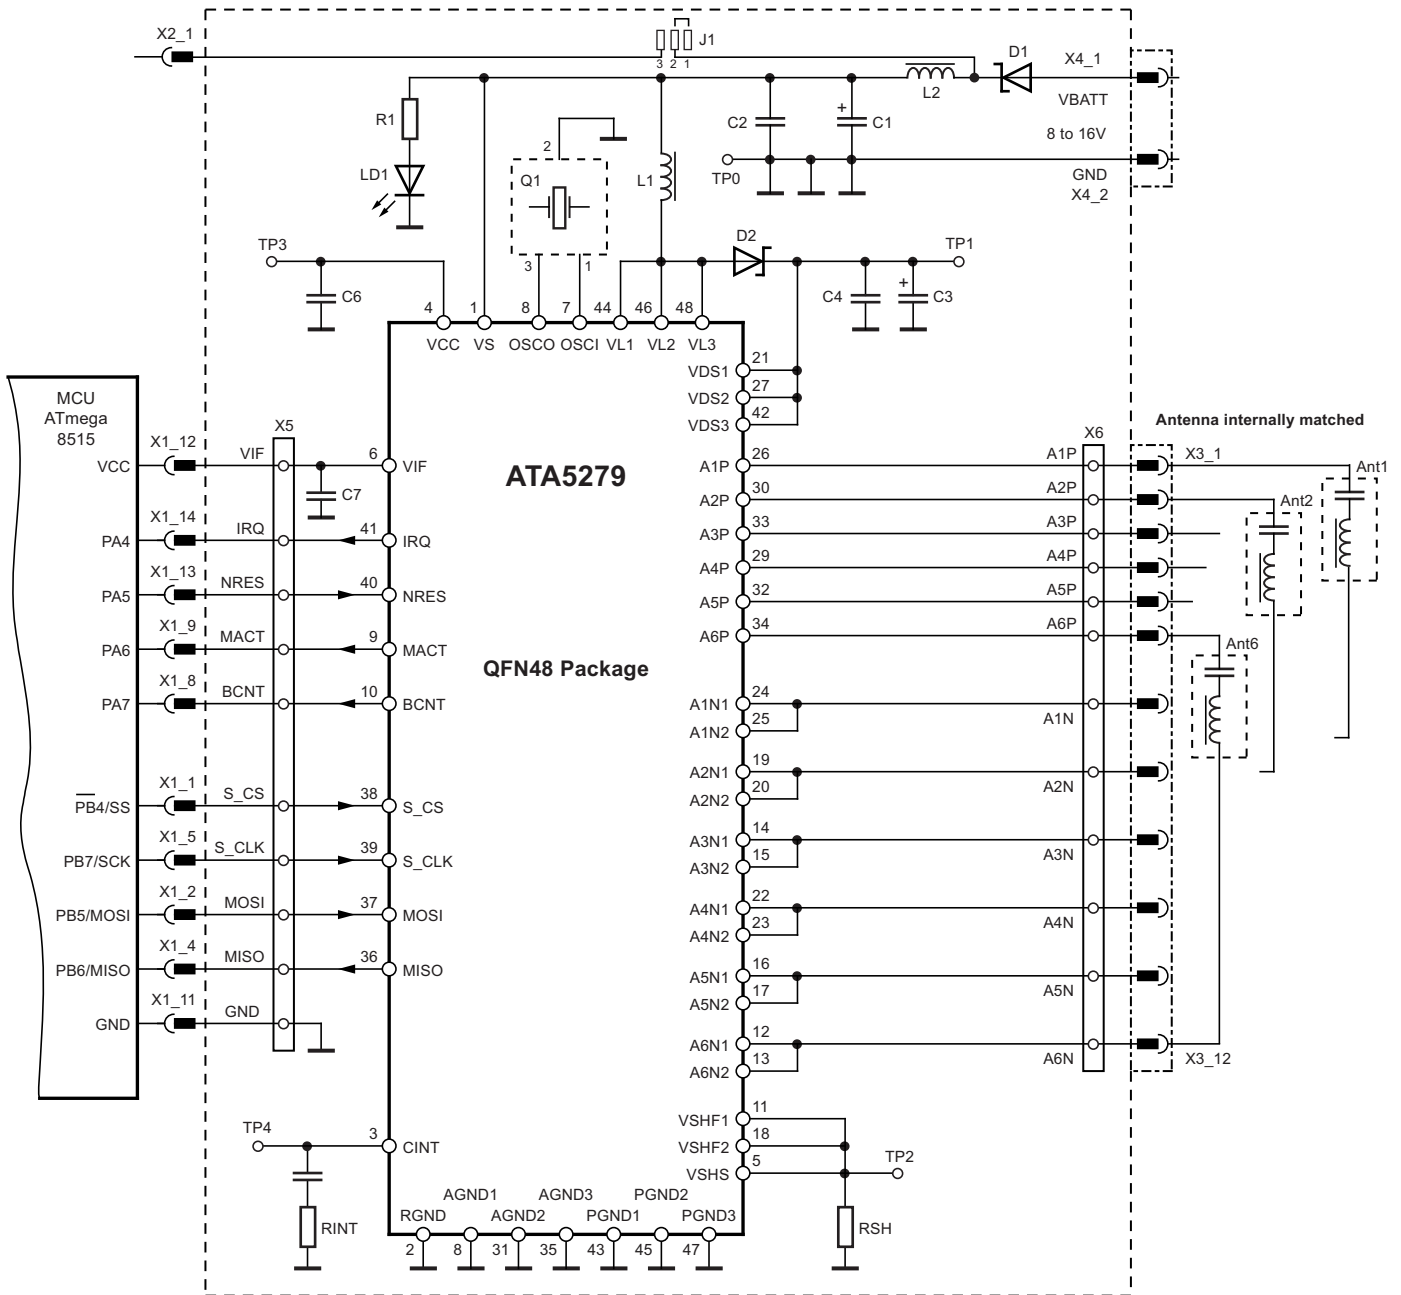 X2_1
J1
3 2 1
D1
X4_1
L2
VBATT
R1
C2
+
C1
8 to 16V
2
LD1
Q1
L1
TP0
GND
X4_2
TP3
D2
TP1
3
1
C6
C4
+
C3
4
1
8
7
44
46
48
VCC
VS
OSCO
OSCI
VL1
VL2
VL3
21
VDS1
27
VDS2
42
VDS3
MCU
ATmega
8515
X5
X6
Antenna internally matched
VCC
X1_12
VIF
6
VIF
C7
ATA5279
26
A1P
A1P
X3_1
Ant1
30
A2P
A2P
Ant2
PA4
X1_14
IRQ
41
IRQ
33
A3P
A3P
29
A4P
A4P
PA5
X1_13
NRES
40
NRES
32
A5P
A5P
34
A6P
A6P
PA6
X1_9
MACT
9
MACT
QFN48 Package
Ant6
PA7
X1_8
BCNT
10
BCNT
24
A1N1
25
A1N2
A1N
19
A2N1
20
A2N2
A2N
PB4/SS
X1_1
S_CS
38
S_CS
14
A3N1
15
A3N2
A3N
PB7/SCK
X1_5
S_CLK
39
S_CLK
PB5/MOSI
X1_2
MOSI
37
MOSI
22
A4N1
23
A4N2
A4N
PB6/MISO
X1_4
MISO
36
MISO
16
A5N1
17
A5N2
A5N
GND
X1_11
GND
12
A6N1
13
A6N2
A6N
X3_12
TP4
3
CINT
11
VSHF1
18
VSHF2
5
VSHS
TP2
RINT
RSH
AGND1
AGND3
PGND2
RGND
AGND2
PGND1
PGND3
2
8
31
35
43
45
47